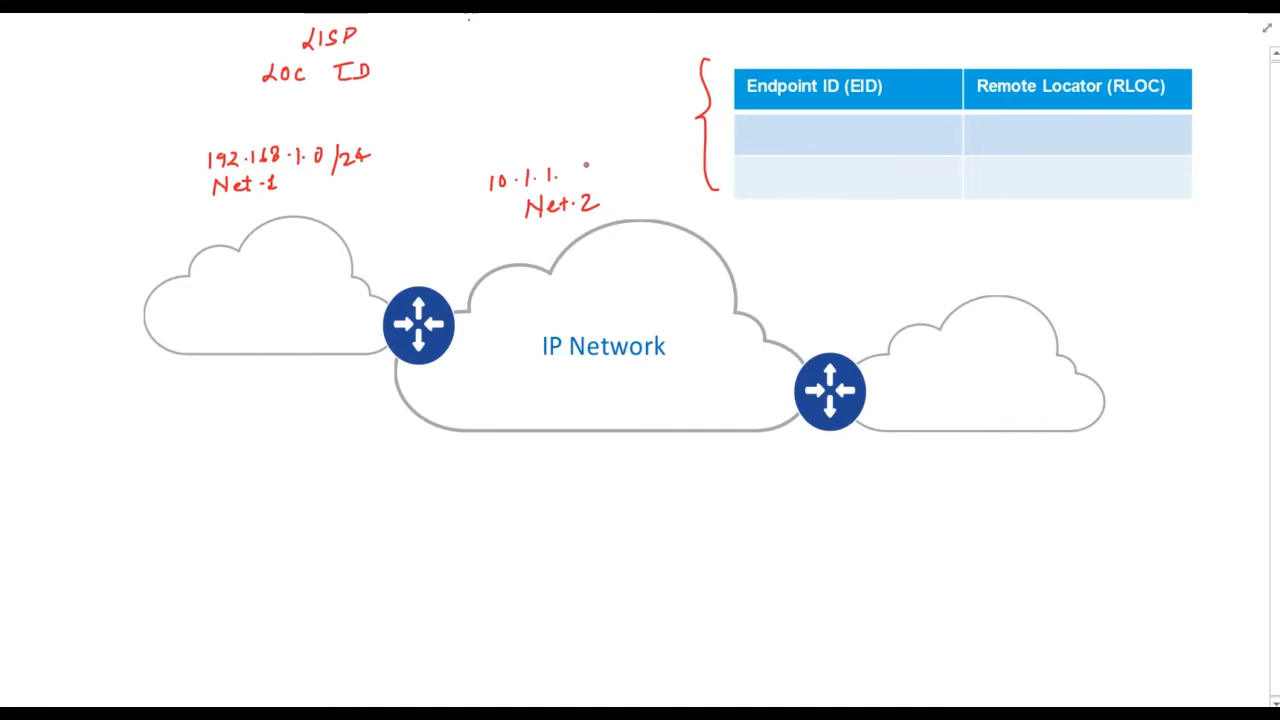 LISP
LOC ID
Endpoint ID (EID) Remote Locator (RLOC)
192.168.1.0/24
Net-1
10.1.1.
Net.2
IP Network